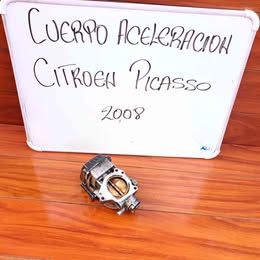 CUERPO ACELERACION
CITROEN PICASSO
2008